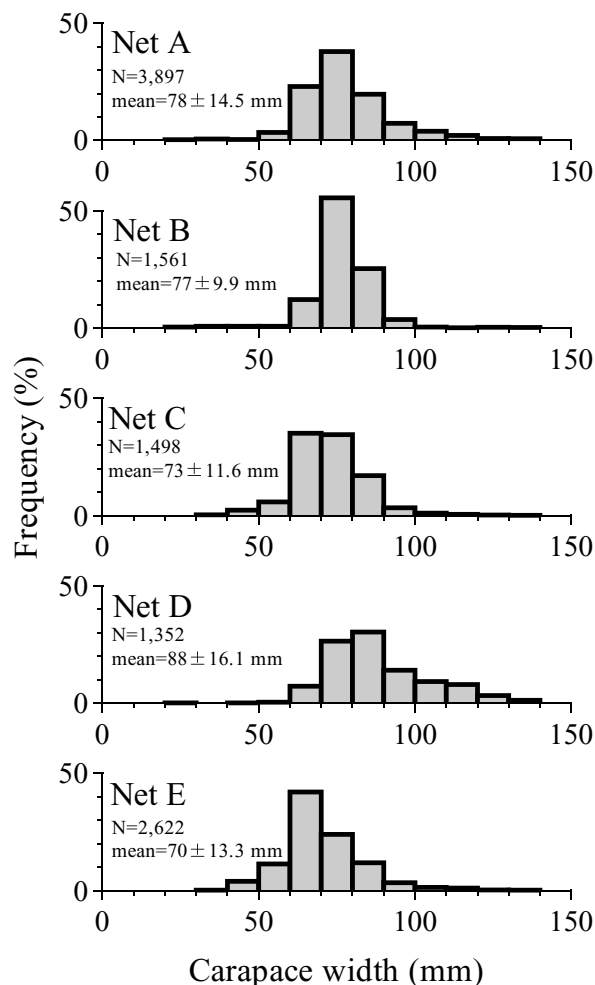 50
Net A
N=3,897
mean=78±14.5 mm
0
0 50 100 150
50
Net B
N=1,561
mean=77±9.9 mm
0
0 50 100 150
Frequency (%)
50
Net C
N=1,498
mean=73±11.6 mm
0
0 50 100 150
50
Net D
N=1,352
mean=88±16.1 mm
0
0 50 100 150
50
Net E
N=2,622
mean=70±13.3 mm
0
0 50 100 150
Carapace width (mm)